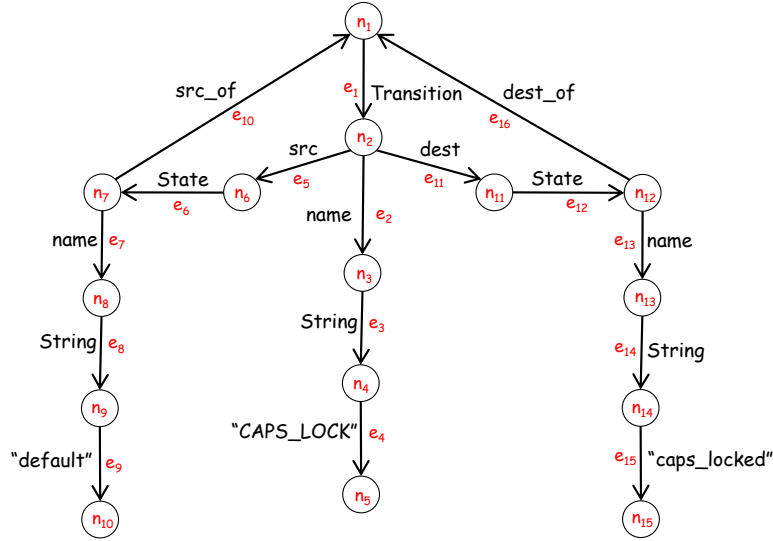 n1
src_of
e10
e1
Transition
dest_of
e16
n2
src
e5
dest
e11
n7
State
e6
n6
n11
State
e12
n12
name
e7
name
e2
e13
name
n8
n3
n13
String
e8
String
e3
e14
String
n9
n4
n14
"default"
e9
"CAPS_LOCK"
e4
e15
"caps_locked"
n10
n5
n15